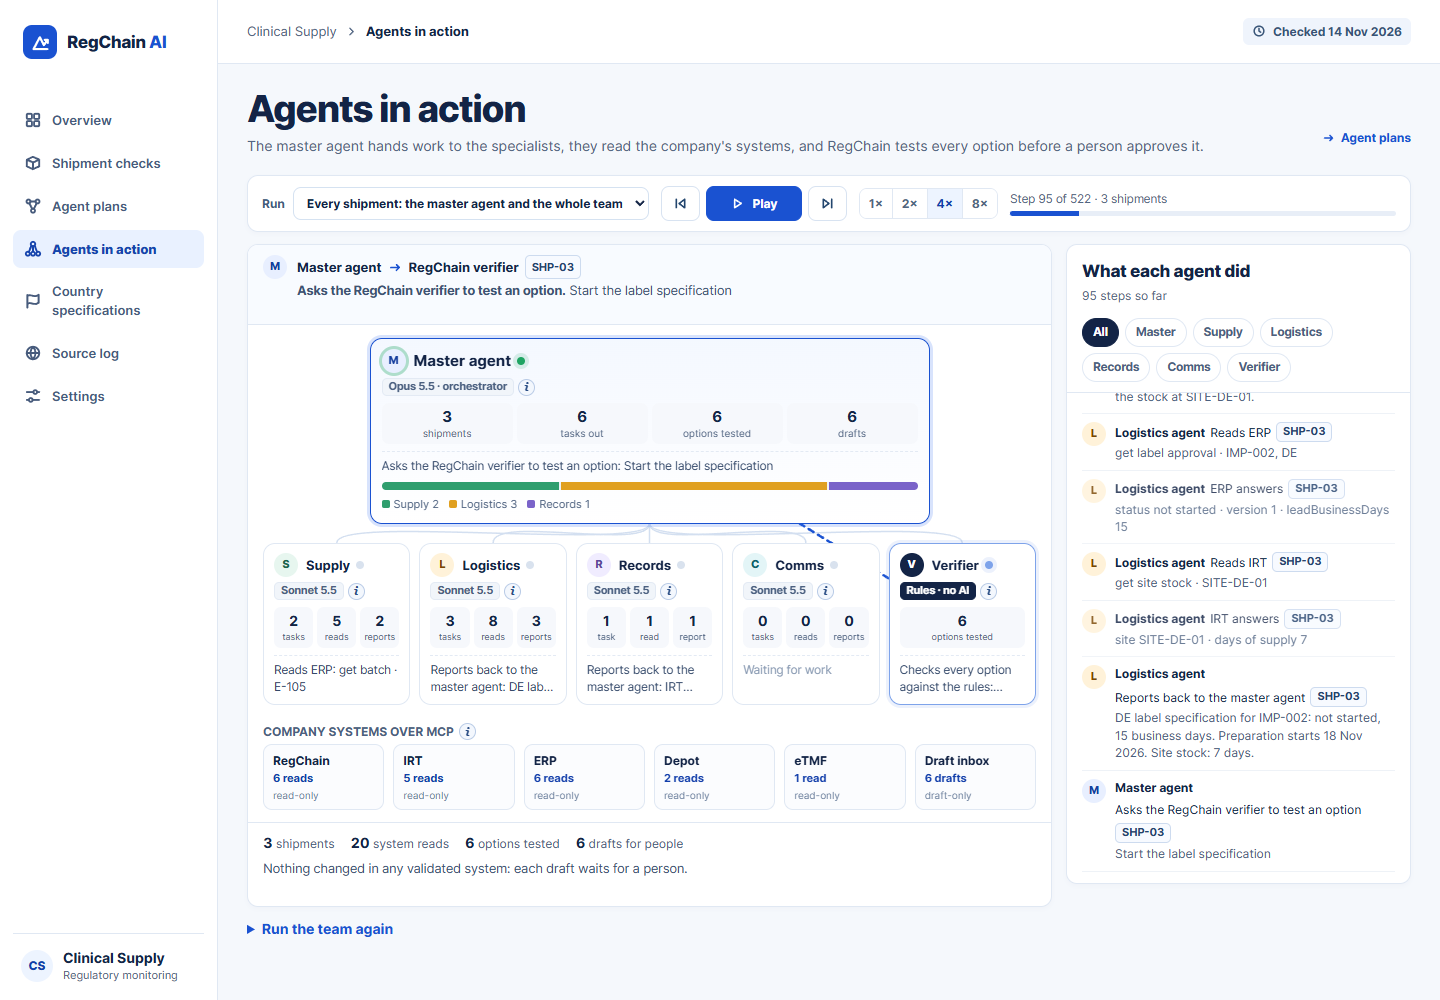 RegChain AI
Overview
Shipment checks
Agent plans
Agents in action
Country
specifications
Source log
Settings
CS
Clinical Supply
Regulatory monitoring
Clinical Supply > Agents in action
Checked 14 Nov 2026
Agents in action
The master agent hands work to the specialists, they read the company's systems, and RegChain tests every option before a person approves it.
→ Agent plans
Run
Every shipment: the master agent and the whole team
Play
1× 2× 4× 8×
Step 95 of 522 · 3 shipments
M Master agent → RegChain verifier SHP-03
Asks the RegChain verifier to test an option. Start the label specification
M Master agent
Opus 5.5 · orchestrator i
3 6 6 6
shipments tasks out options tested drafts
Asks the RegChain verifier to test an option: Start the label specification
Supply 2 Logistics 3 Records 1
S Supply
Sonnet 5.5 i
2 5 2
tasks reads reports
Reads ERP: get batch ·
E-105
L Logistics
Sonnet 5.5 i
3 8 3
tasks reads reports
Reports back to the
master agent: DE lab...
R Records
Sonnet 5.5 i
1 1 1
task read report
Reports back to the
master agent: IRT...
C Comms
Sonnet 5.5 i
0 0 0
tasks reads reports
Waiting for work
V Verifier
Rules · no AI i
6
options tested
Checks every option
against the rules:...
COMPANY SYSTEMS OVER MCP i
RegChain
6 reads
read-only
IRT
5 reads
read-only
ERP
6 reads
read-only
Depot
2 reads
read-only
eTMF
1 read
read-only
Draft inbox
6 drafts
draft-only
3 shipments 20 system reads 6 options tested 6 drafts for people
Nothing changed in any validated system: each draft waits for a person.
Run the team again
What each agent did
95 steps so far
All Master Supply Logistics
Records Comms Verifier
the stock at SITE-DE-01.
L Logistics agent Reads ERP SHP-03
get label approval · IMP-002, DE
L Logistics agent ERP answers SHP-03
status not started · version 1 · leadBusinessDays
15
L Logistics agent Reads IRT SHP-03
get site stock · SITE-DE-01
L Logistics agent IRT answers SHP-03
site SITE-DE-01 · days of supply 7
L Logistics agent
Reports back to the master agent SHP-03
DE label specification for IMP-002: not started,
15 business days. Preparation starts 18 Nov
2026. Site stock: 7 days.
M Master agent
Asks the RegChain verifier to test an option
SHP-03
Start the label specification